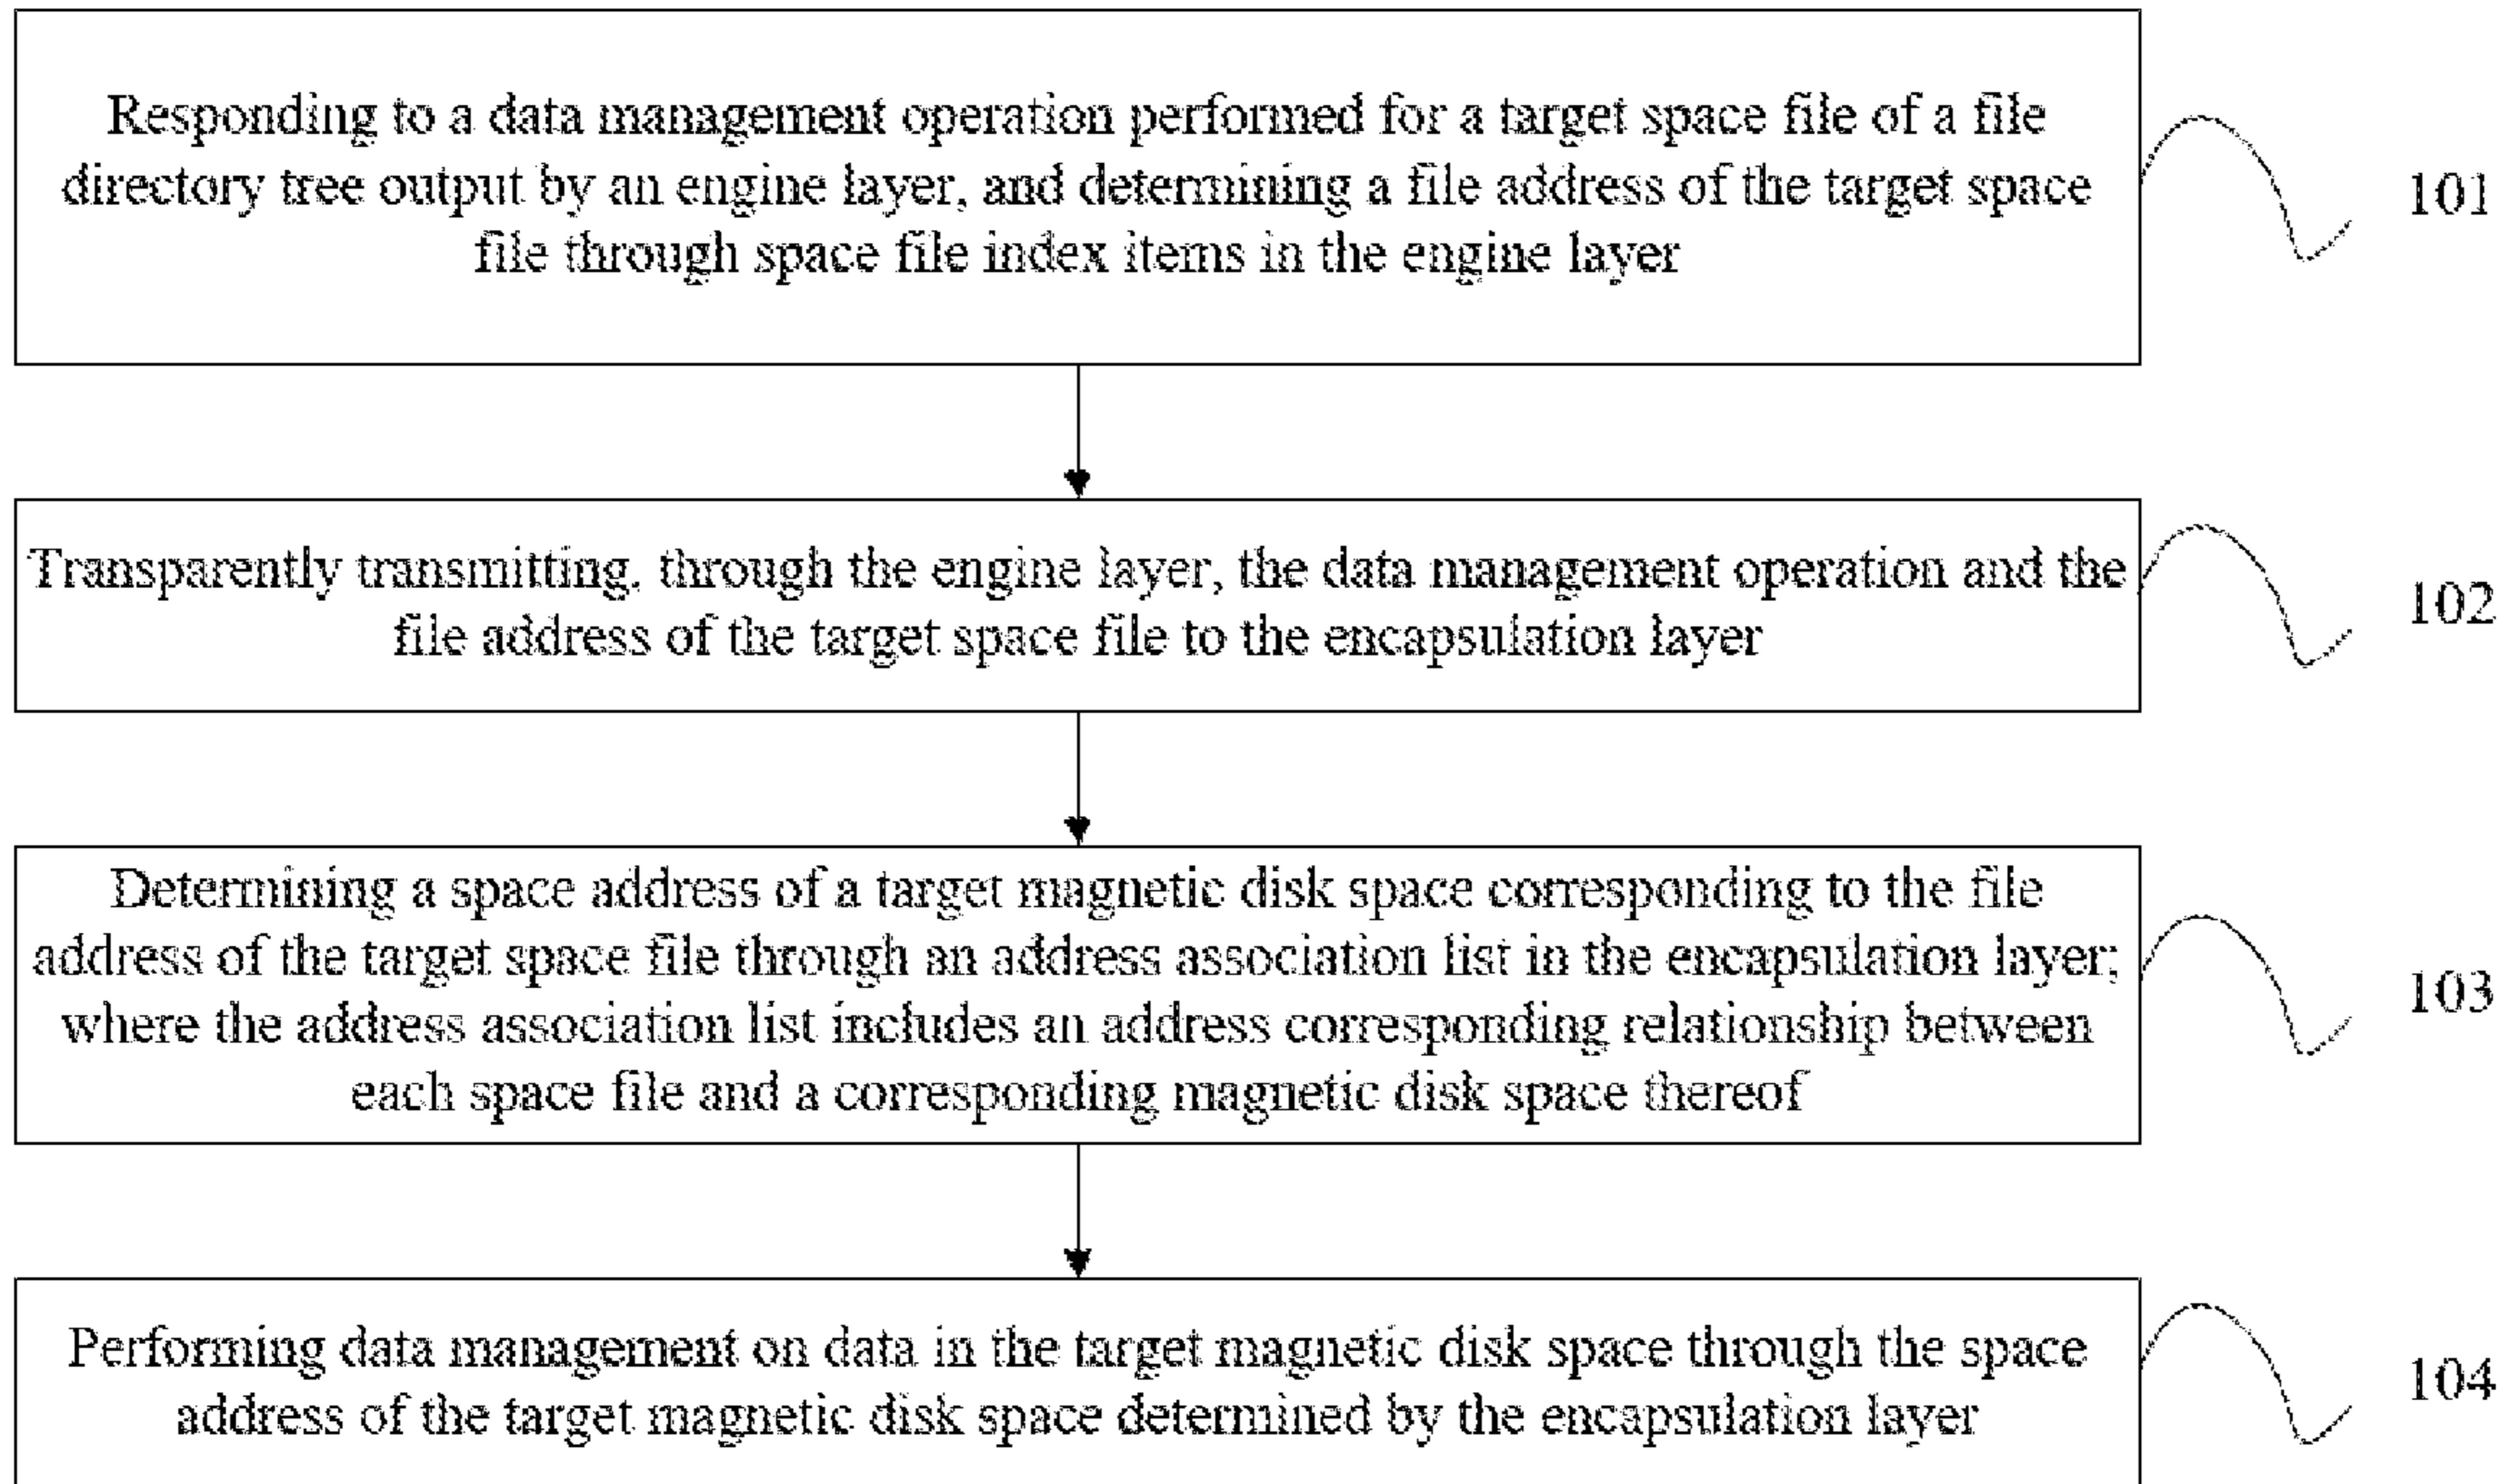 Responding to a data management operation performed for a target space file of a file
directory tree output by an engine layer, and determining a file address of the target space
file through space file index items in the engine layer
101
Transparently transmitting, through the engine layer, the data management operation and the
file address of the target space file to the encapsulation layer
102
Determining a space address of a target magnetic disk space corresponding to the file
address of the target space file through an address association list in the encapsulation layer;
where the address association list includes an address corresponding relationship between
each space file and a corresponding magnetic disk space thereof
103
Performing data management on data in the target magnetic disk space through the space
address of the target magnetic disk space determined by the encapsulation layer
104